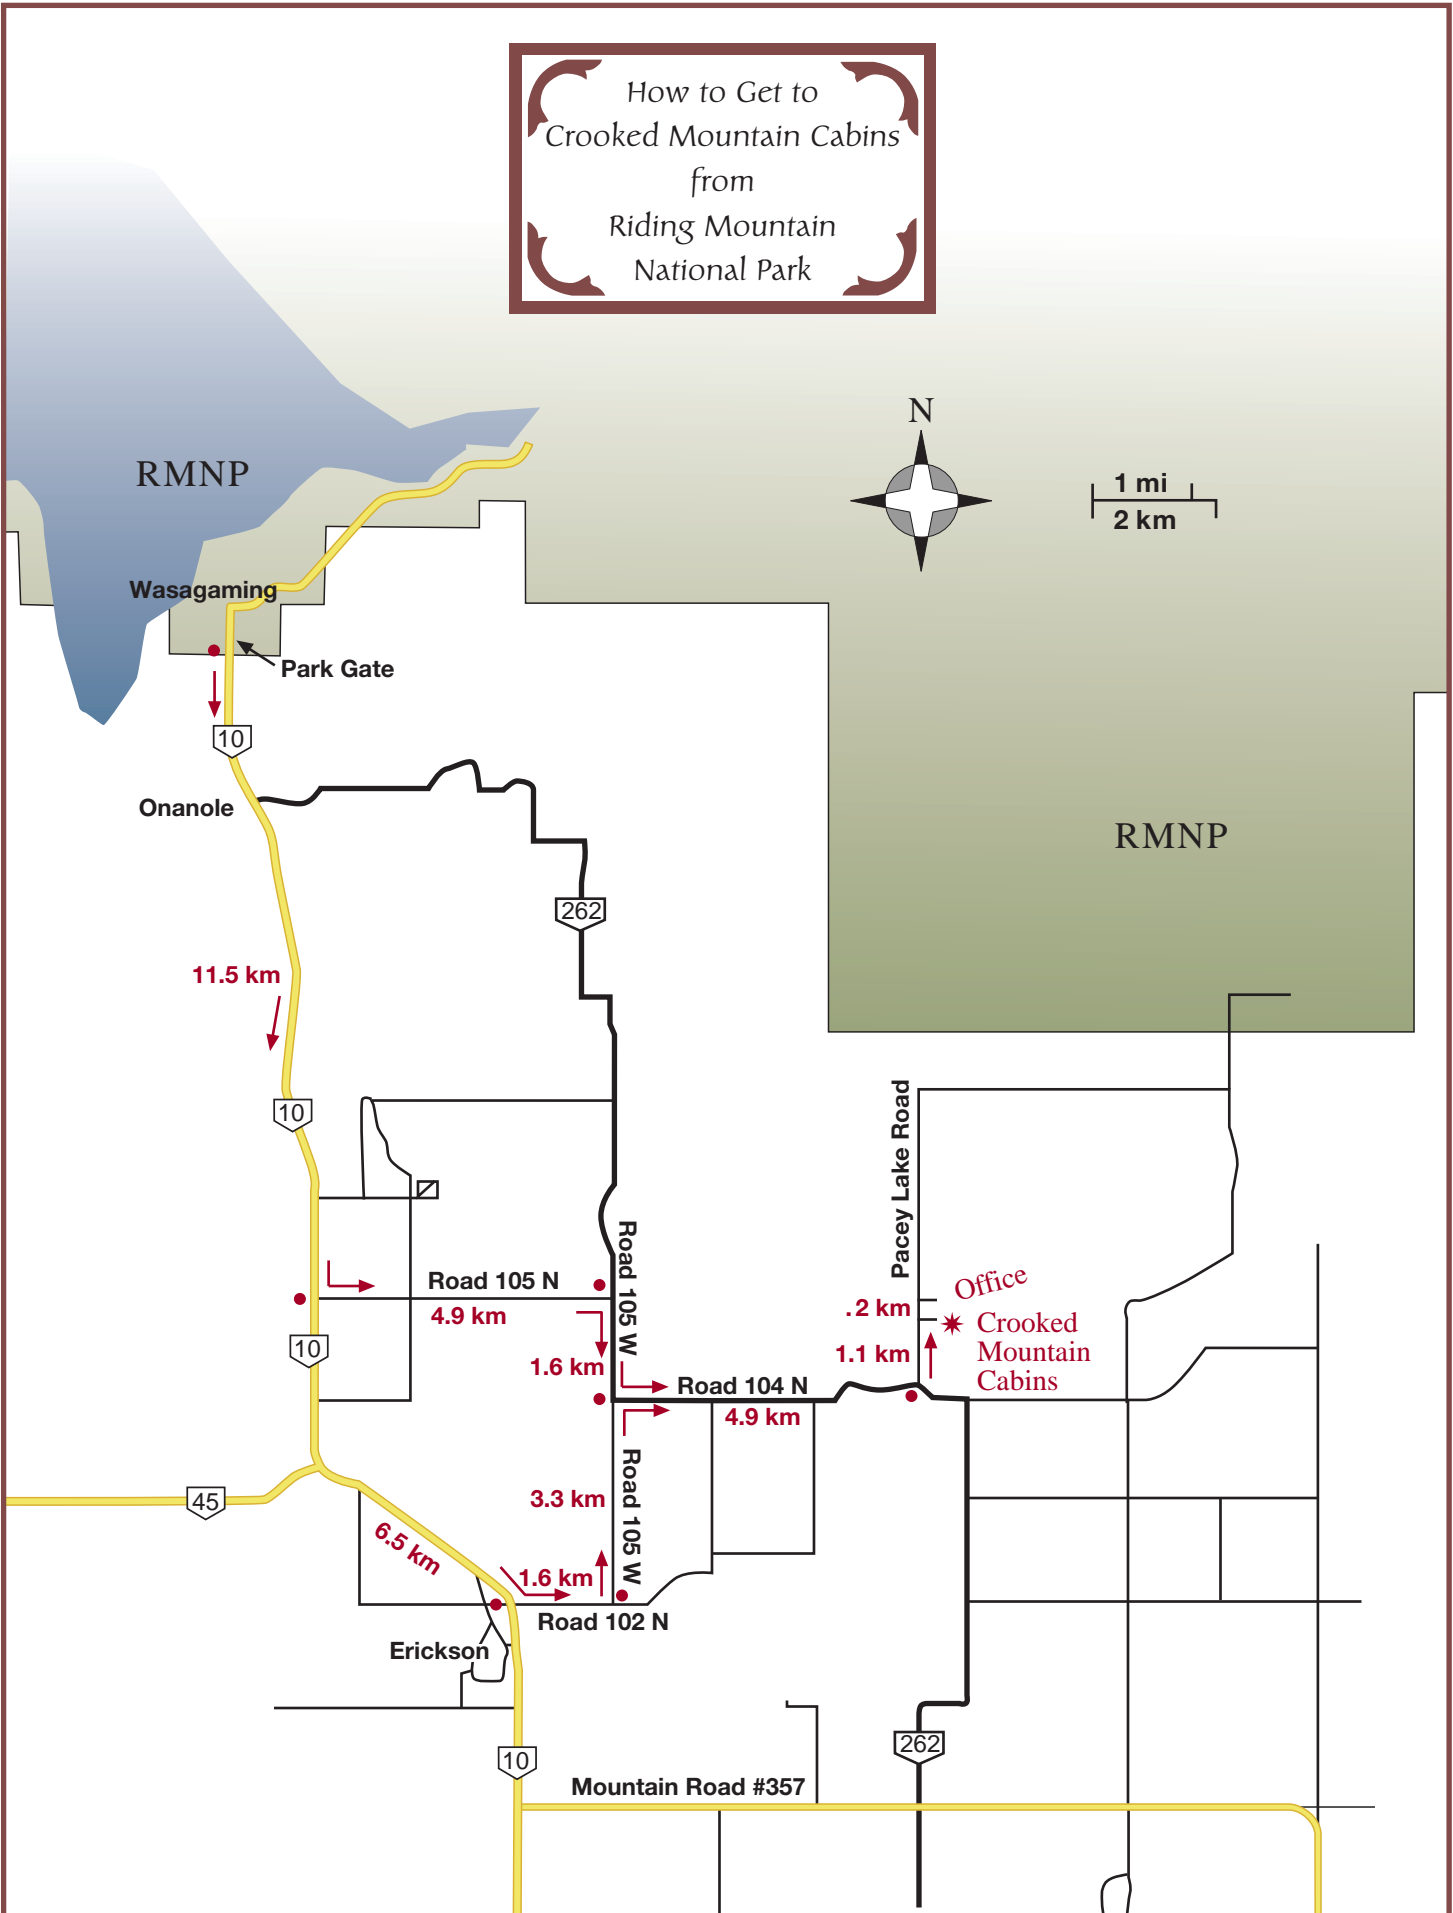 How to Get to
Crooked Mountain Cabins
from
Riding Mountain
National Park
N
RMNP
1 mi
2 km
Wasagaming
Park Gate
10
Onanole
RMNP
262
11.5 km
10
Pacey Lake Road
Road 105 W
Road 105 N
Office
4.9 km
.2 km
Crooked
Mountain
Cabins
10
1.1 km
1.6 km
Road 104 N
4.9 km
Road 105 W
45
3.3 km
6.5 km
1.6 km
Road 102 N
Erickson
262
10
Mountain Road #357